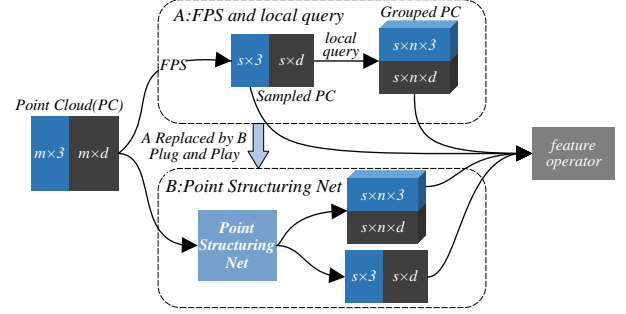 A:FPS and local query
Grouped PC
local
query
s×3 s×d
s×n×3
s×n×d
FPS
Sampled PC
Point Cloud(PC)
m×3 m×d
A Replaced by B
Plug and Play
feature
operator
B:Point Structuring Net
s×n×3
s×n×d
Point
Structuring
Net
s×3 s×d